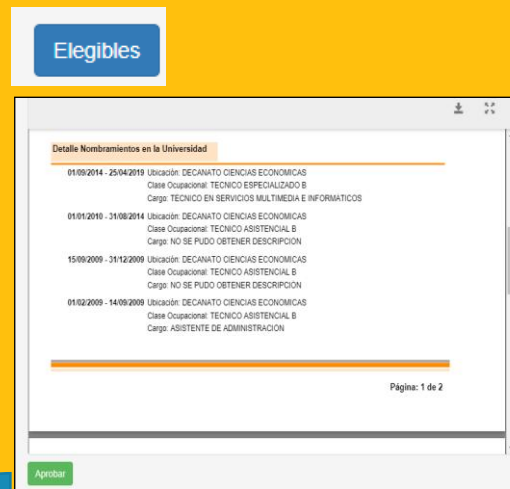 Elegibles
Detalle Nombramientos en la Universidad
01/09/2014 - 25/04/2019 Ubicación: DECANATO CIENCIAS ECONOMICAS
Clase Ocupacional: TECNICO ESPECIALIZADO B
Cargo: TECNICO EN SERVICIOS MULTIMEDIA E INFORMATICOS
01/01/2010 - 31/08/2014 Ubicación: DECANATO CIENCIAS ECONOMICAS
Clase Ocupacional: TECNICO ASISTENCIAL B
Cargo: NO SE PUDO OBTENER DESCRIPCION
15/09/2009 - 31/12/2009 Ubicación: DECANATO CIENCIAS ECONOMICAS
Clase Ocupacional: TECNICO ASISTENCIAL B
Cargo: NO SE PUDO OBTENER DESCRIPCION
01/02/2009 - 14/09/2009 Ubicación: DECANATO CIENCIAS ECONOMICAS
Clase Ocupacional: TECNICO ASISTENCIAL B
Cargo: ASISTENTE DE ADMINISTRACION
Página: 1 de 2
Aprobar